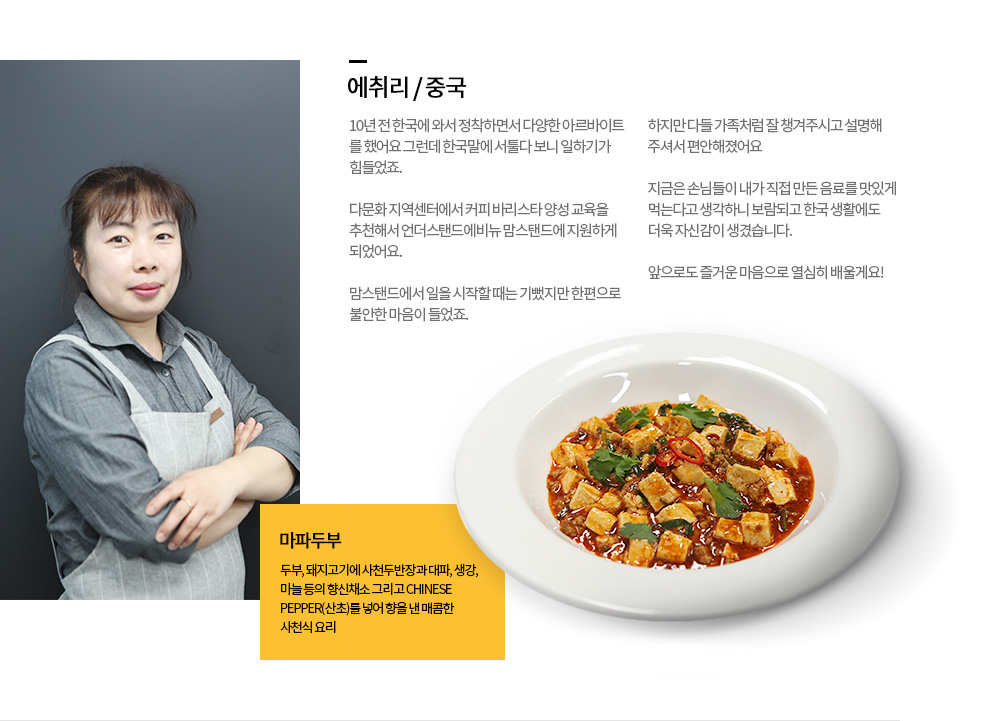 에취리 / 중국
10년 전 한국에 와서 정착하면서 다양한 아르바이트
를 했어요 그런데 한국말에 서툴다 보니 일하기가
힘들었죠.
다문화 지역센터에서 커피 바리스타 양성 교육을
추천해서 언더스탠드에비뉴 맘스탠드에 지원하게
되었어요.
맘스탠드에서 일을 시작할 때는 기뻤지만 한편으로
불안한 마음이 들었죠.
하지만 다들 가족처럼 잘 챙겨주시고 설명해
주셔서 편안해졌어요
지금은 손님들이 내가 직접 만든 음료를 맛있게
먹는다고 생각하니 보람되고 한국 생활에도
더욱 자신감이 생겼습니다.
앞으로도 즐거운 마음으로 열심히 배울게요!
마파두부
두부, 돼지고기에 사천두반장과 대파, 생강,
마늘 등의 향신채소 그리고 CHINESE
PEPPER(산초)를 넣어 향을 낸 매콤한
사천식 요리